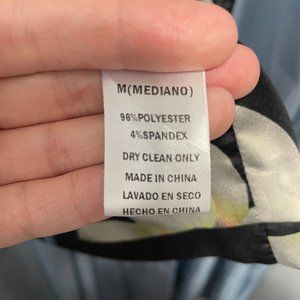 M(MEDIANO)
96%POLYESTER
4%SPANDEX
DRY CLEAN ONLY
MADE IN CHINA
LAVADO EN SECO
HECHO EN CHINA